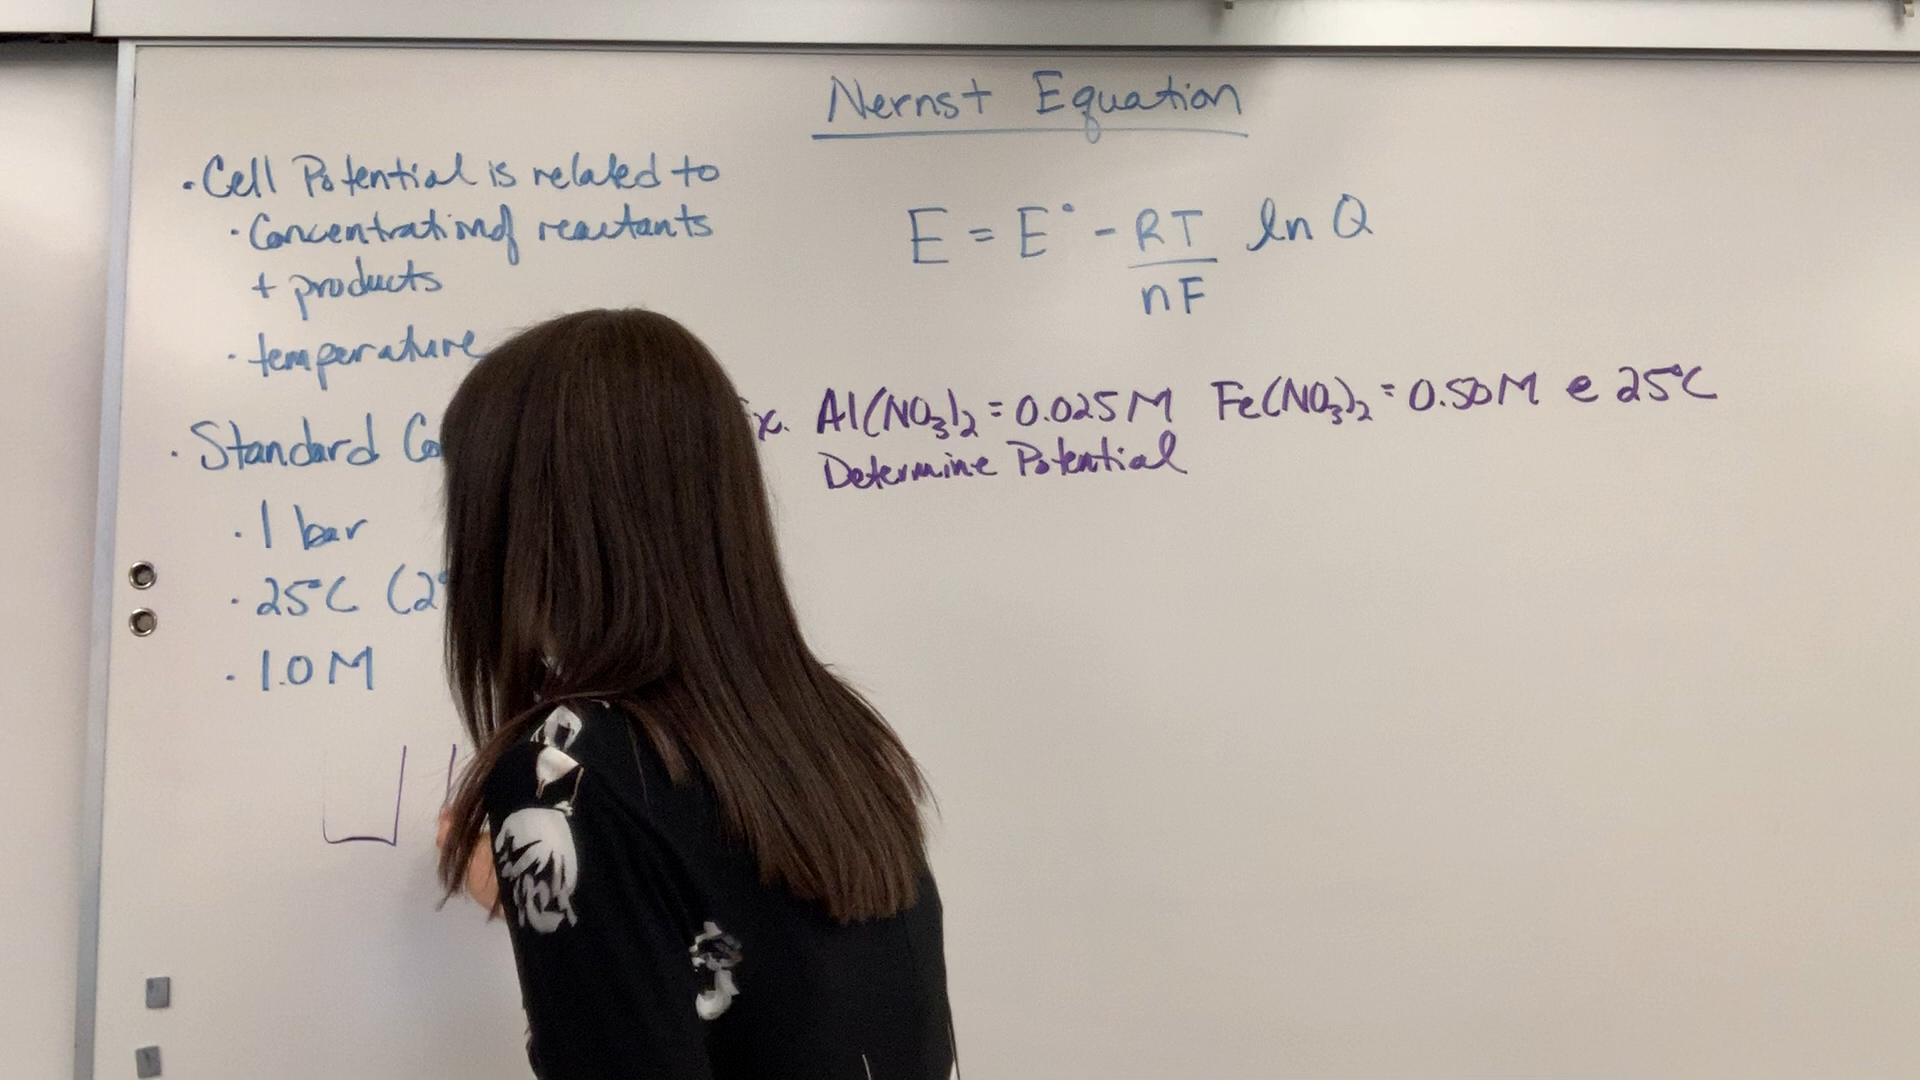 Nernst Equation
· Cell Potential is related to
· Concentration of reactants
+ products
· temperature
· Standard
· 1 bar
· 25°C
· 1.0 M
E = E° - RT/nF ln Q
Al(NO3)2 = 0.025 M Fe(NO3)2 = 0.50 M @ 25°C
Determine Potential